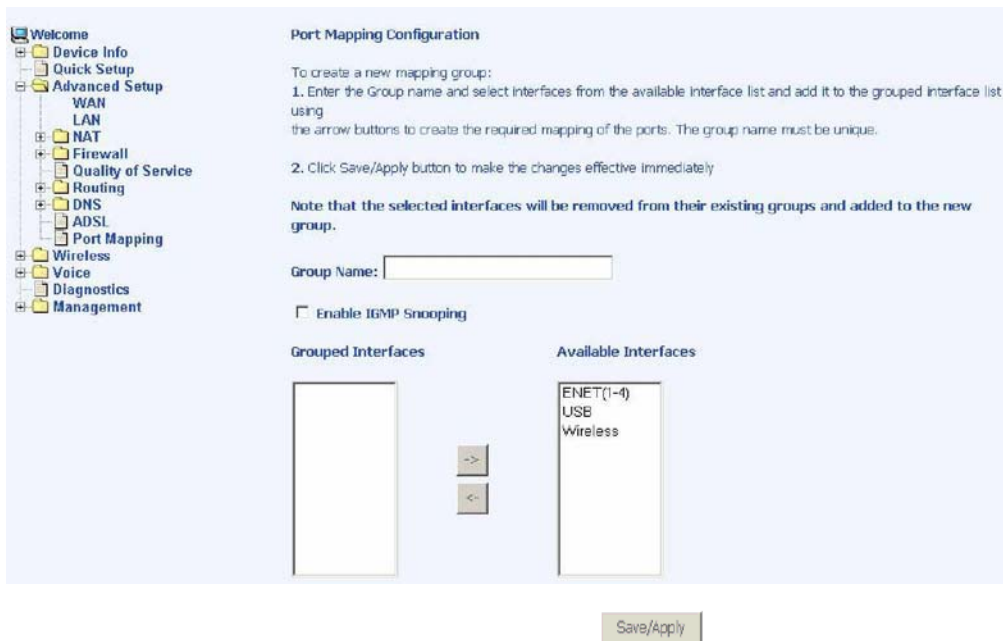 Welcome
Device Info
Quick Setup
Advanced Setup
WAN
LAN
NAT
Firewall
Quality of Service
Routing
DNS
ADSL
Port Mapping
Wireless
Voice
Diagnostics
Management
Port Mapping Configuration
To create a new mapping group:
1. Enter the Group name and select interfaces from the available interface list and add it to the grouped interface list
using
the arrow buttons to create the required mapping of the ports. The group name must be unique.
2. Click Save/Apply button to make the changes effective immediately
Note that the selected interfaces will be removed from their existing groups and added to the new
group.
Group Name:
Enable IGMP Snooping
Grouped Interfaces
Available Interfaces
ENET(1-4)
USB
Wireless
->
<-
Save/Apply